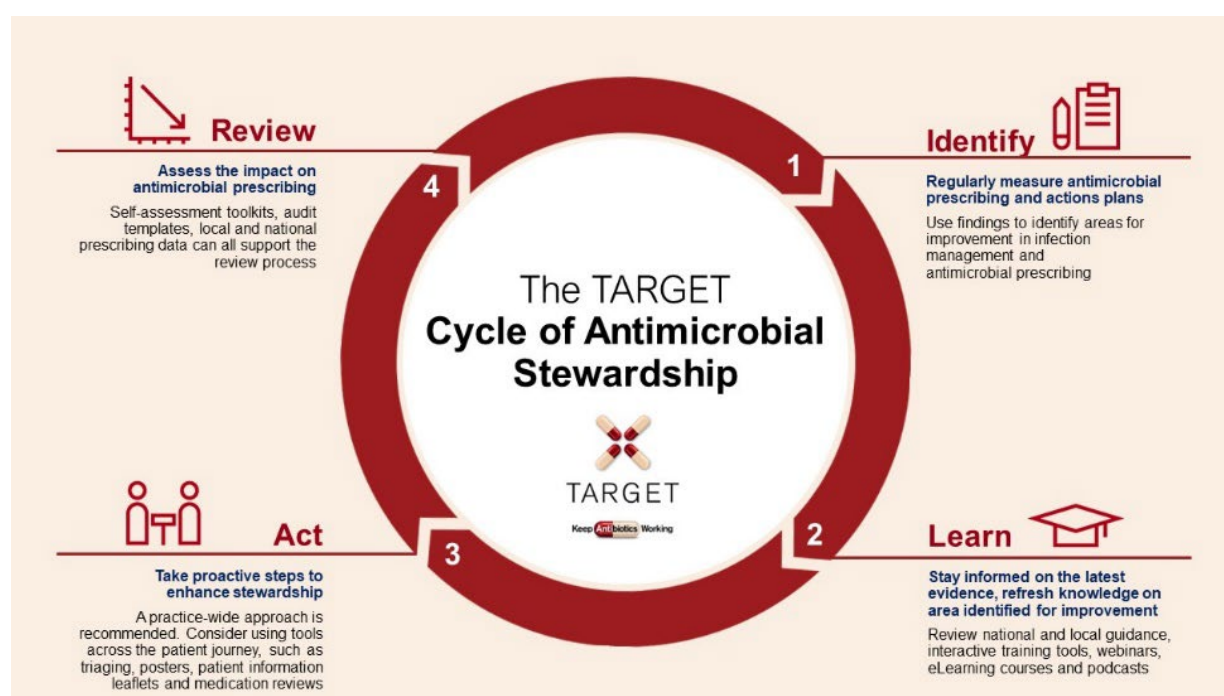 The TARGET
Cycle of Antimicrobial
Stewardship
TARGET
Keep Antibiotics Working
1
Identify
Regularly measure antimicrobial
prescribing and actions plans
Use findings to identify areas for
improvement in infection
management and
antimicrobial prescribing
2
Learn
Stay informed on the latest
evidence, refresh knowledge on
area identified for improvement
Review national and local guidance,
interactive training tools, webinars,
eLearning courses and podcasts
3
Act
Take proactive steps to
enhance stewardship
A practice-wide approach is
recommended. Consider using tools
across the patient journey, such as
triaging, posters, patient information
leaflets and medication reviews
4
Review
Assess the impact on
antimicrobial prescribing
Self-assessment toolkits, audit
templates, local and national
prescribing data can all support the
review process